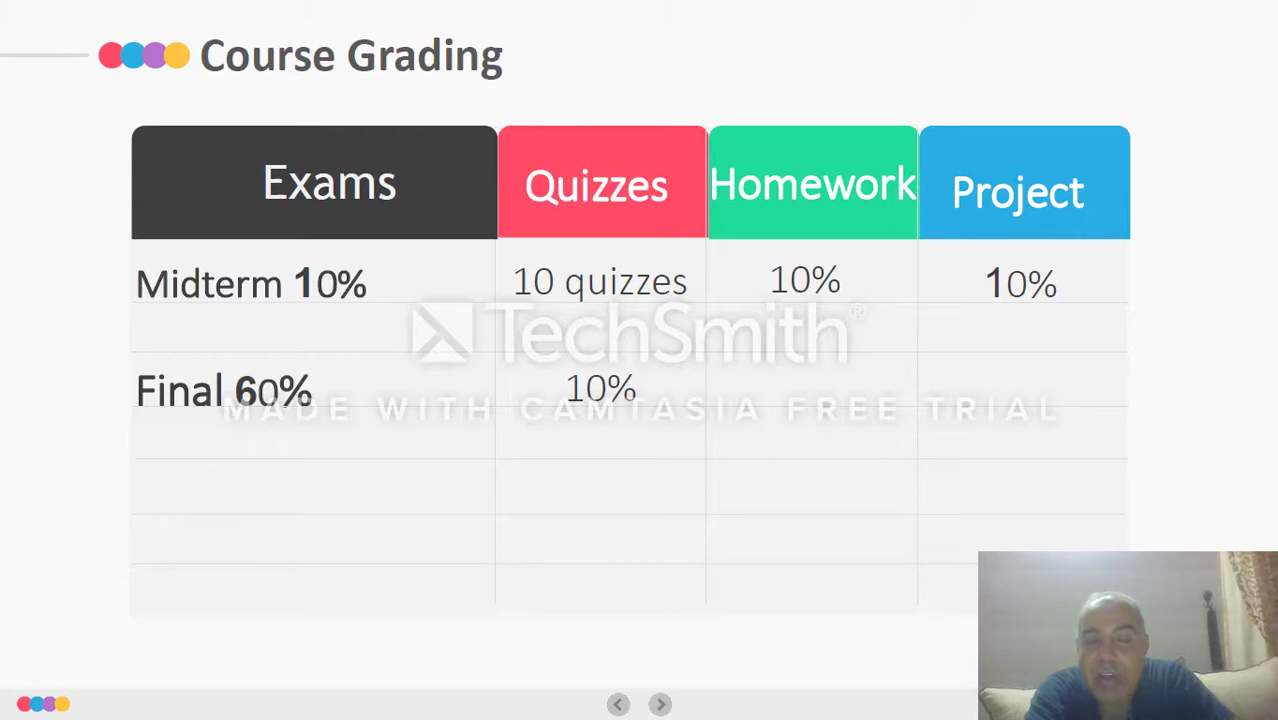 Course Grading
Exams Quizzes Homework Project
Midterm 10% 10 quizzes 10% 10%
TechSmith®
Final 60% 10%
MADE WITH CAMTASIA FREE TRIAL